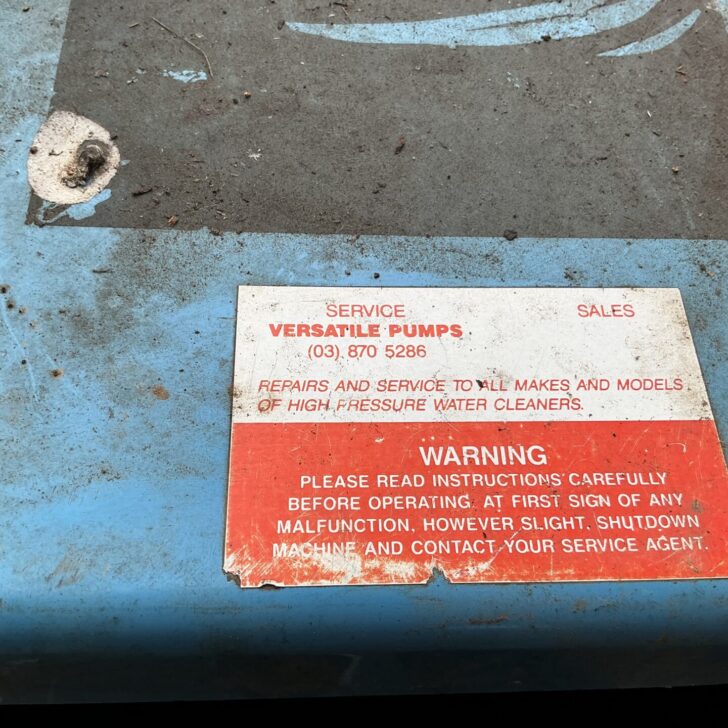 SERVICE SALES
VERSATILE PUMPS
(03) 870 5286
REPAIRS AND SERVICE TO ALL MAKES AND MODELS
OF HIGH PRESSURE WATER CLEANERS.
WARNING
PLEASE READ INSTRUCTIONS CAREFULLY
BEFORE OPERATING. AT FIRST SIGN OF ANY
MALFUNCTION, HOWEVER SLIGHT, SHUTDOWN
MACHINE AND CONTACT YOUR SERVICE AGENT.